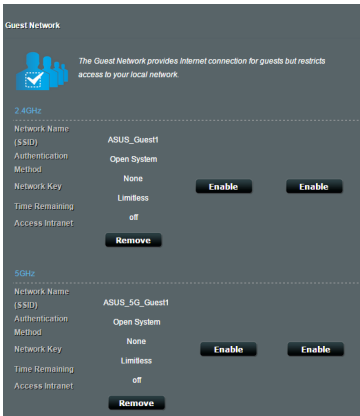 Guest Network
The Guest Network provides Internet connection for guests but restricts
access to your local network.
2.4GHz
Network Name
(SSID)
ASUS_Guest1
Authentication
Method
Open System
Network Key
None
Enable
Enable
Time Remaining
Limitless
Access Intranet
off
Remove
5GHz
Network Name
(SSID)
ASUS_5G_Guest1
Authentication
Method
Open System
Network Key
None
Enable
Enable
Time Remaining
Limitless
Access Intranet
off
Remove